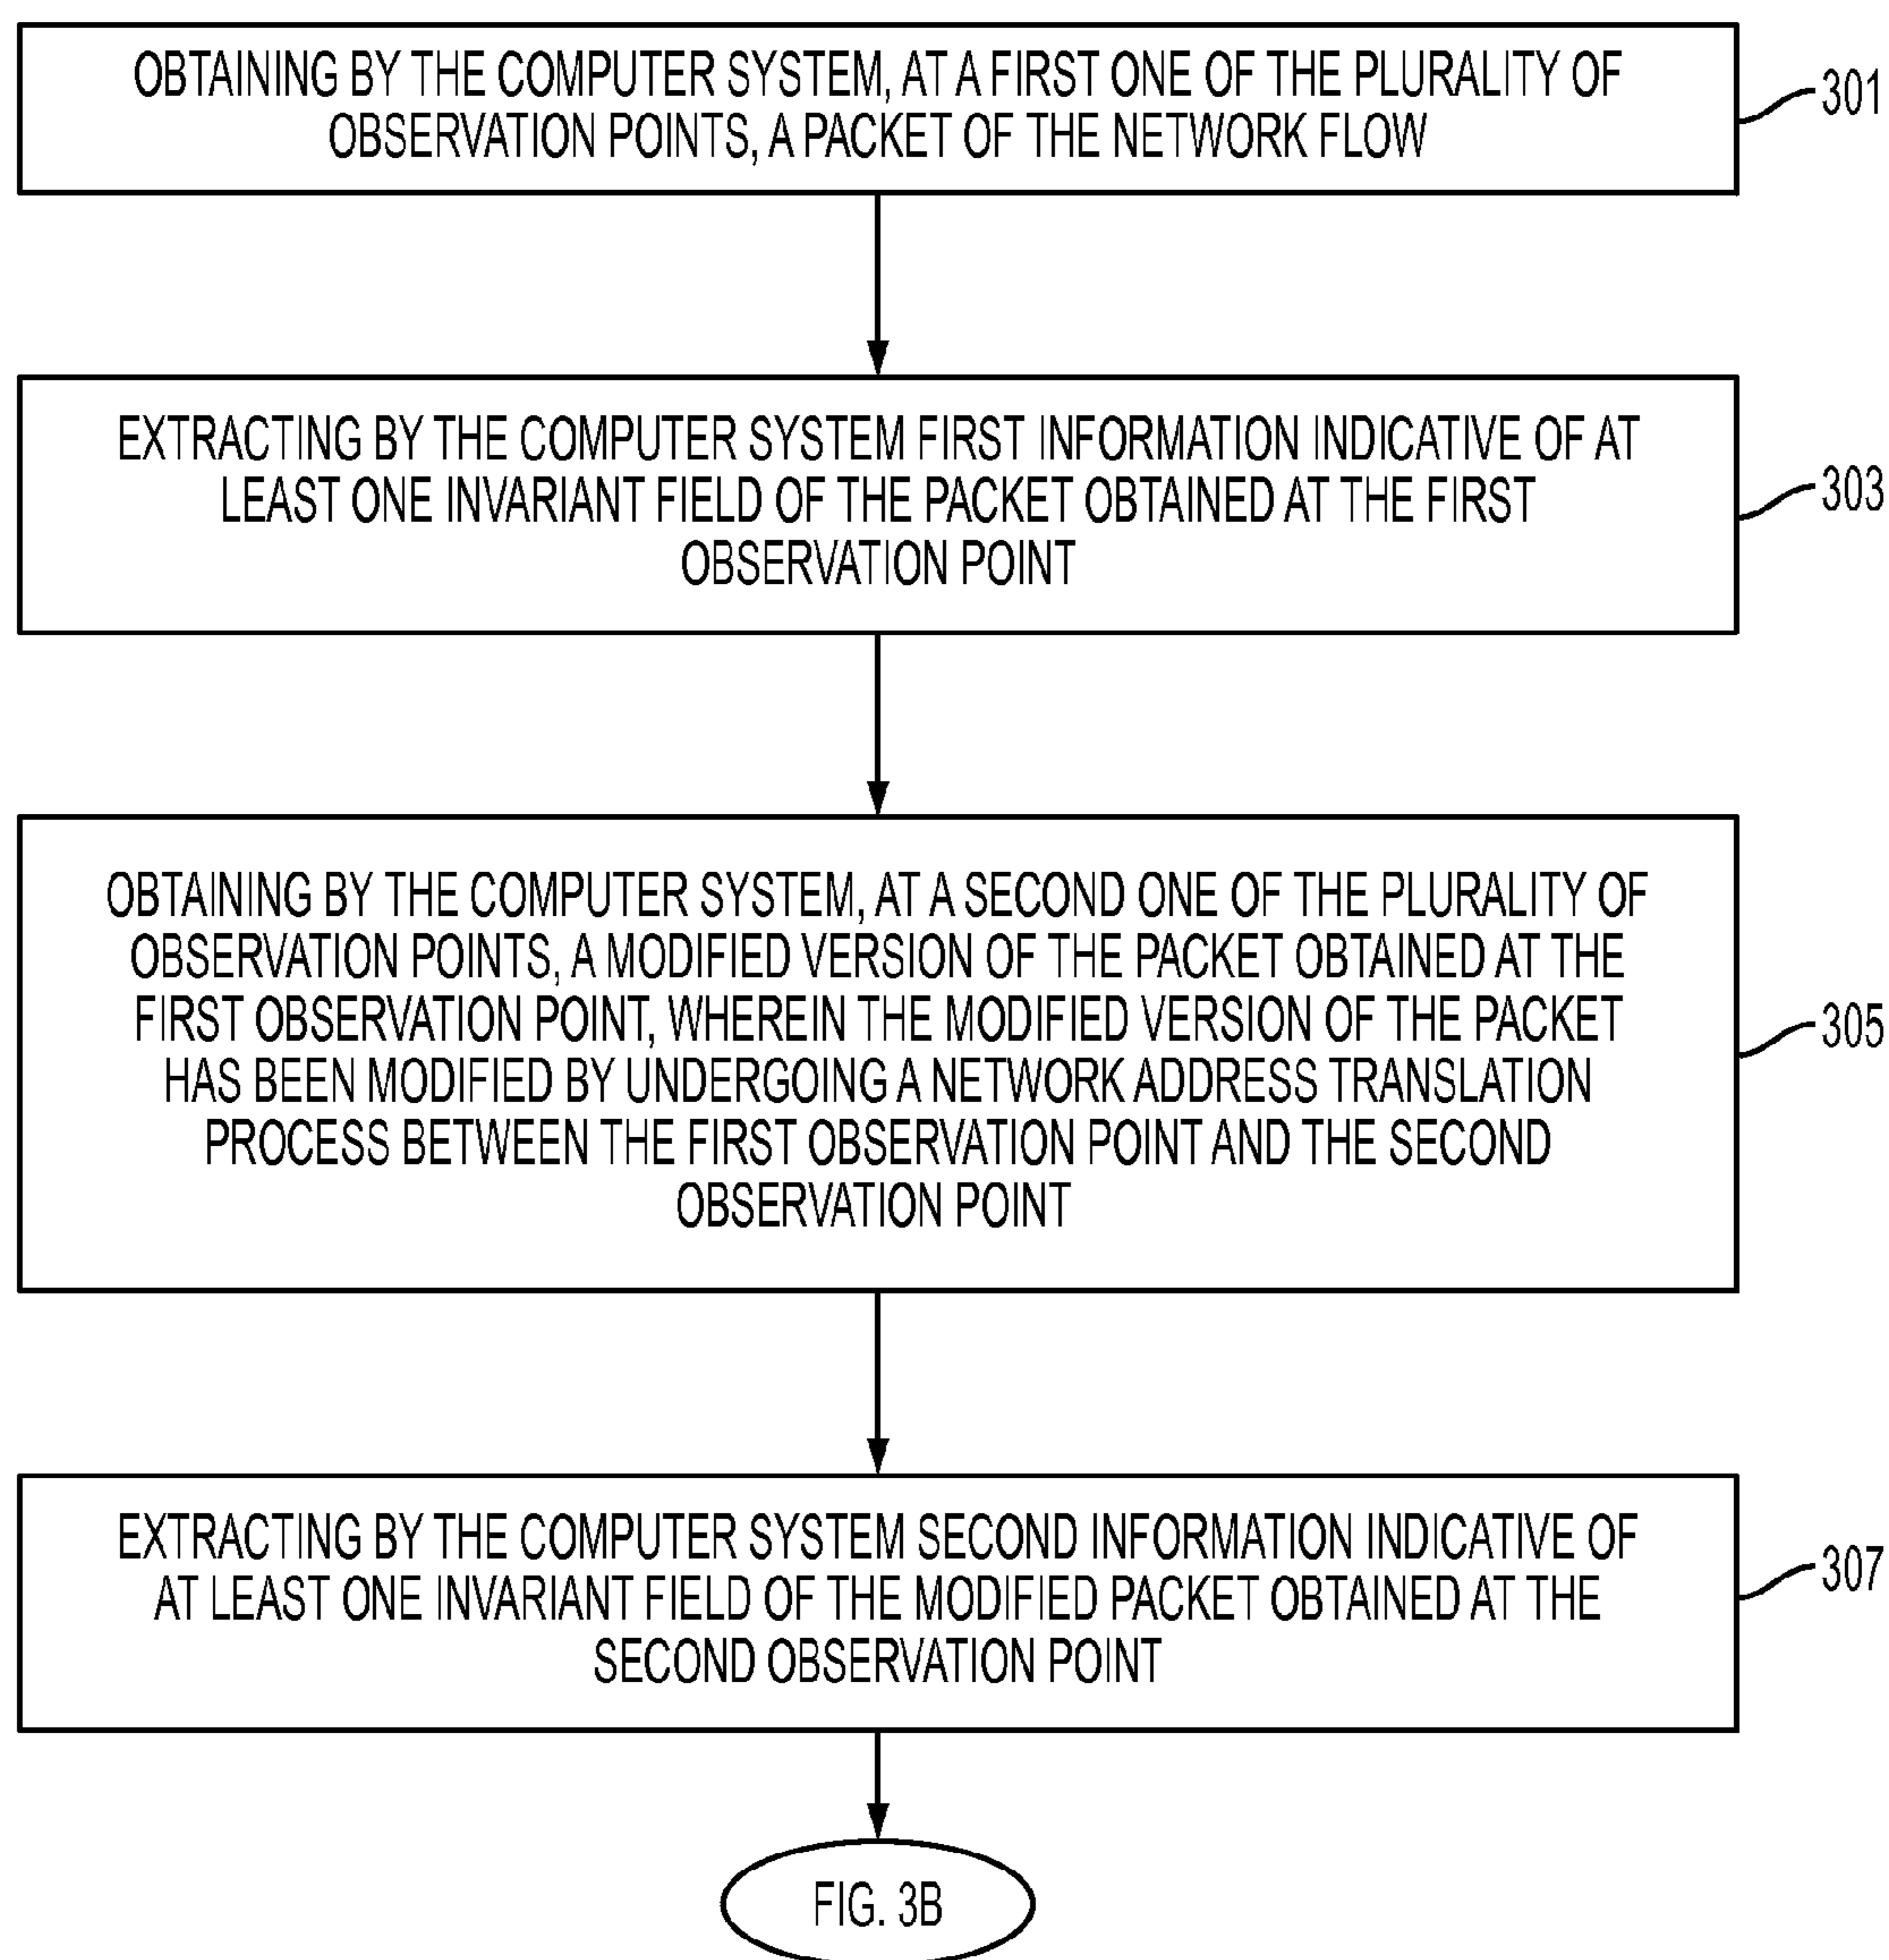 OBTAINING BY THE COMPUTER SYSTEM, AT A FIRST ONE OF THE PLURALITY OF
OBSERVATION POINTS, A PACKET OF THE NETWORK FLOW
301
EXTRACTING BY THE COMPUTER SYSTEM FIRST INFORMATION INDICATIVE OF AT
LEAST ONE INVARIANT FIELD OF THE PACKET OBTAINED AT THE FIRST
OBSERVATION POINT
303
OBTAINING BY THE COMPUTER SYSTEM, AT A SECOND ONE OF THE PLURALITY OF
OBSERVATION POINTS, A MODIFIED VERSION OF THE PACKET OBTAINED AT THE
FIRST OBSERVATION POINT, WHEREIN THE MODIFIED VERSION OF THE PACKET
HAS BEEN MODIFIED BY UNDERGOING A NETWORK ADDRESS TRANSLATION
PROCESS BETWEEN THE FIRST OBSERVATION POINT AND THE SECOND
OBSERVATION POINT
305
EXTRACTING BY THE COMPUTER SYSTEM SECOND INFORMATION INDICATIVE OF
AT LEAST ONE INVARIANT FIELD OF THE MODIFIED PACKET OBTAINED AT THE
SECOND OBSERVATION POINT
307
FIG. 3B